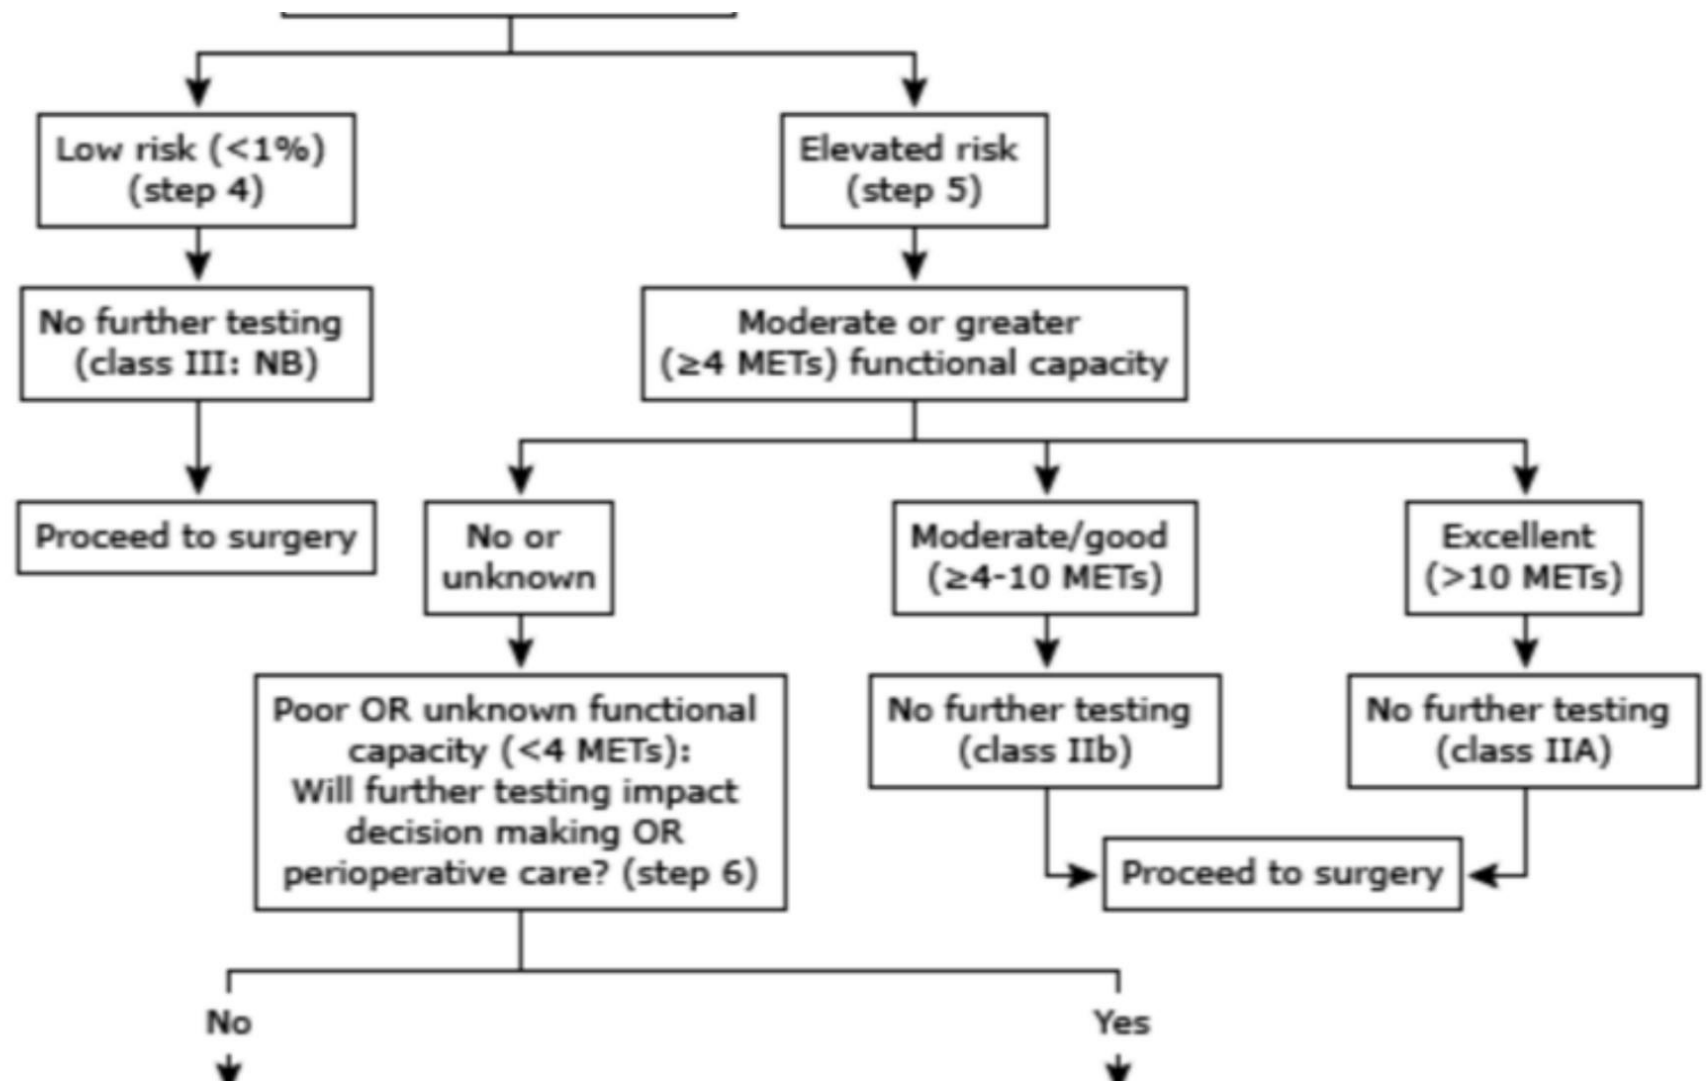 Low risk (<1%)
(step 4)
Elevated risk
(step 5)
No further testing
(class III: NB)
Moderate or greater
(≥4 METs) functional capacity
Proceed to surgery
No or
unknown
Moderate/good
(≥4-10 METs)
Excellent
(>10 METs)
Poor OR unknown functional
capacity (<4 METs):
Will further testing impact
decision making OR
perioperative care? (step 6)
No further testing
(class IIb)
No further testing
(class IIA)
Proceed to surgery
No
Yes